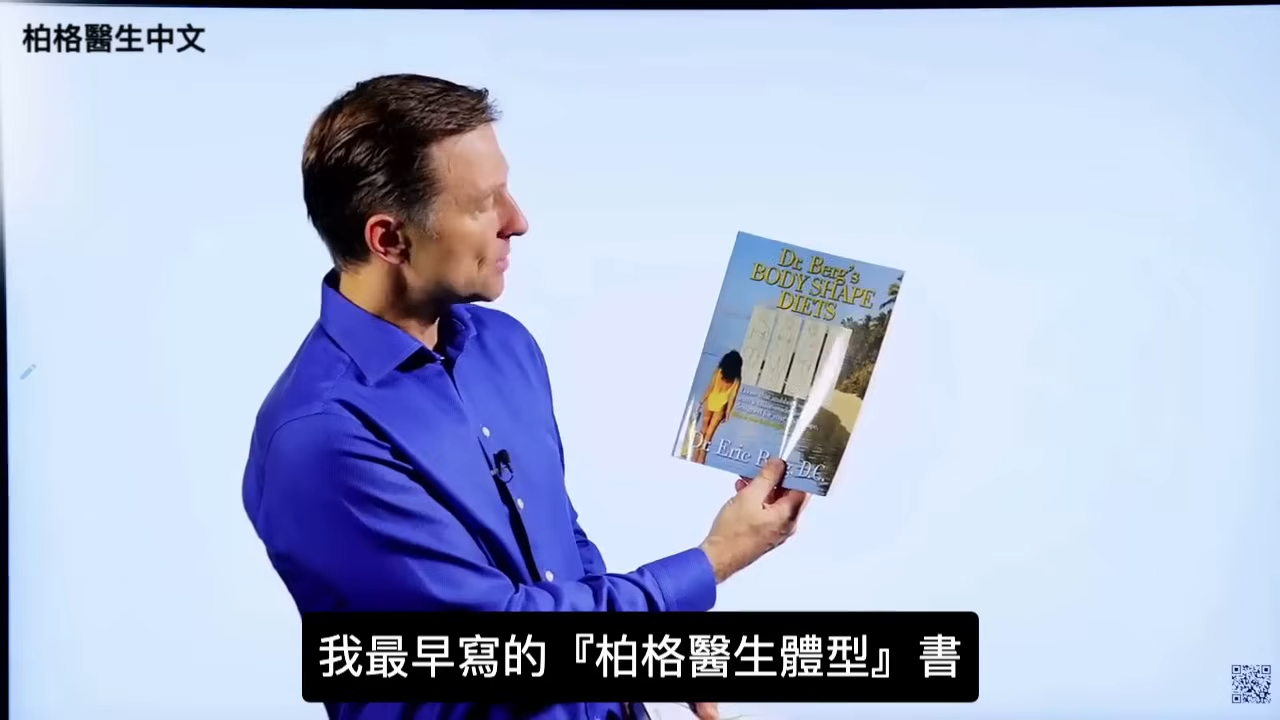 柏格醫生中文
Dr. Berg's
BODY SHAPE
DIETS
Dr. Eric D.C.
我最早寫的『柏格醫生體型』書